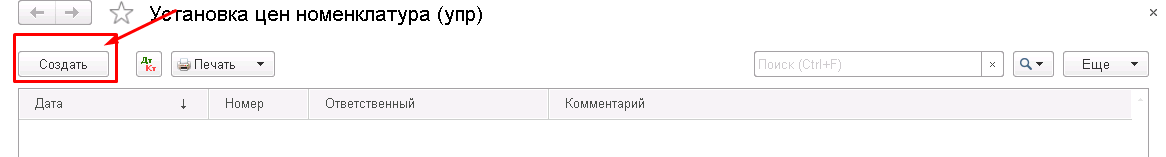 Установка цен номенклатура (упр)
Создать Дт Кт Печать Поиск (Ctrl+F) × Еще
Дата ↓ Номер Ответственный Комментарий